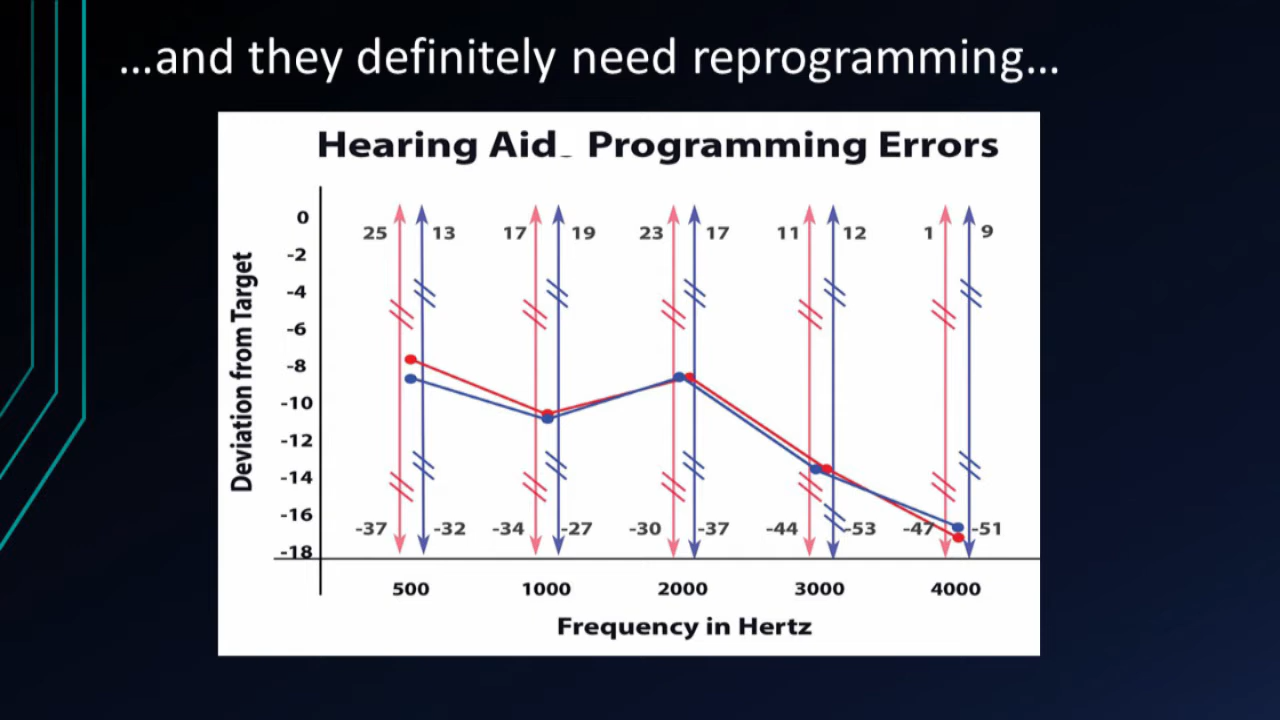 ...and they definitely need reprogramming...
Hearing Aid_ Programming Errors
Deviation from Target
0
-2
-4
-6
-8
-10
-12
-14
-16
-18
25 13 17 19 23 17 11 12 1 9
-37 -32 -34 -27 -30 -37 -44 -53 -47 -51
500 1000 2000 3000 4000
Frequency in Hertz